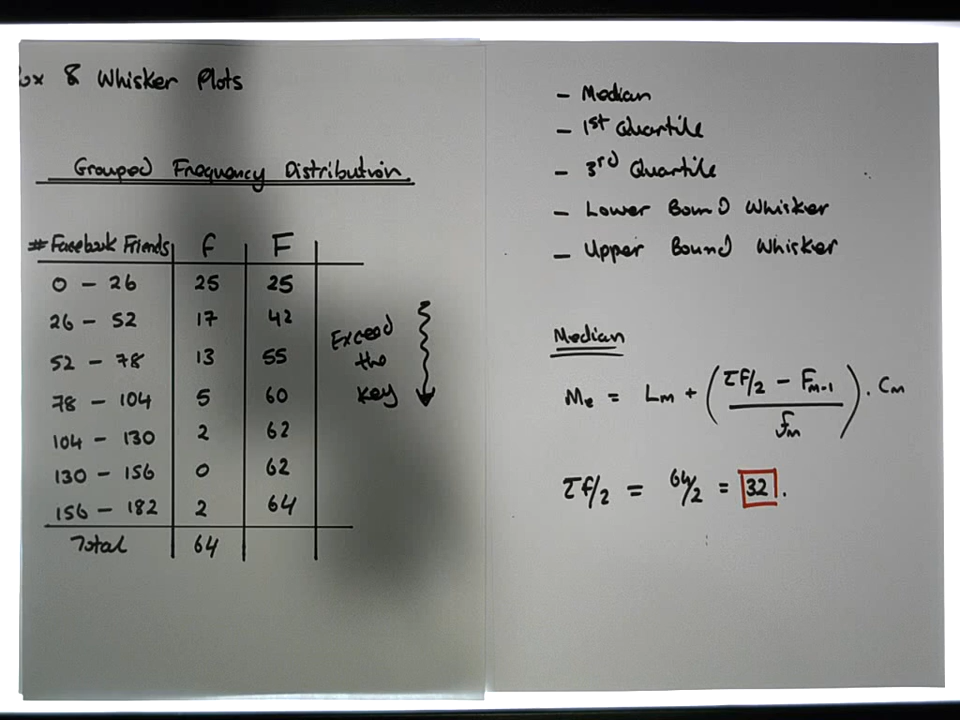 ox & Whisker Plots
Grouped Frequency Distribution
# Facebook Friends f F
0 - 26 25 25
26 - 52 17 42
52 - 78 13 55
78 - 104 5 60
104 - 130 2 62
130 - 156 0 62
156 - 182 2 64
Total 64
Exceed
the
key
- Median
- 1st Quartile
- 3rd Quartile
- Lower Bound Whisker
- Upper Bound Whisker
Median
Me = Lm + (Σf/2 - Fm-1 / fm) . Cm
Σf/2 = 64/2 = 32 .